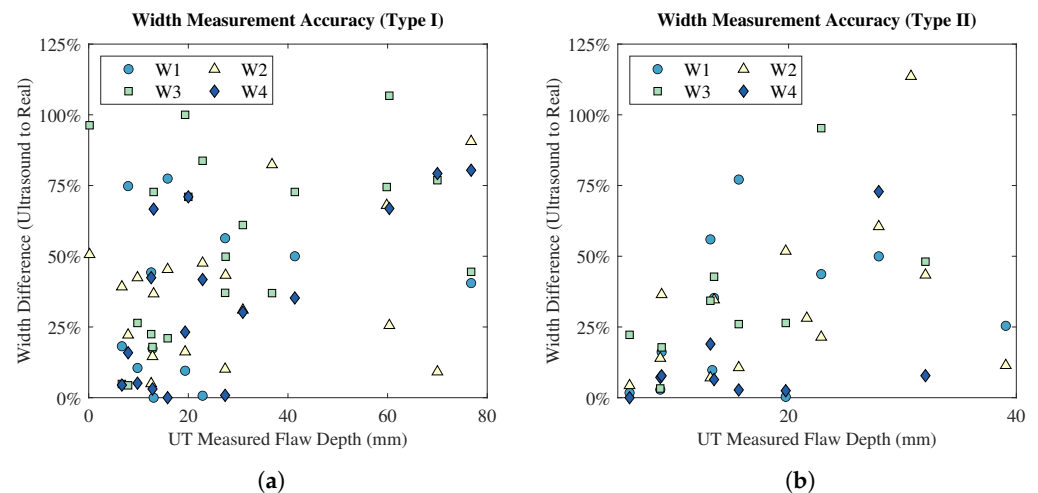 Width Measurement Accuracy (Type I)
125%
100%
75%
50%
25%
0%
Width Difference (Ultrasound to Real)
W1 W2
W3 W4
0 20 40 60 80
UT Measured Flaw Depth (mm)
(a)
Width Measurement Accuracy (Type II)
125%
100%
75%
50%
25%
0%
Width Difference (Ultrasound to Real)
W1 W2
W3 W4
20 40
UT Measured Flaw Depth (mm)
(b)